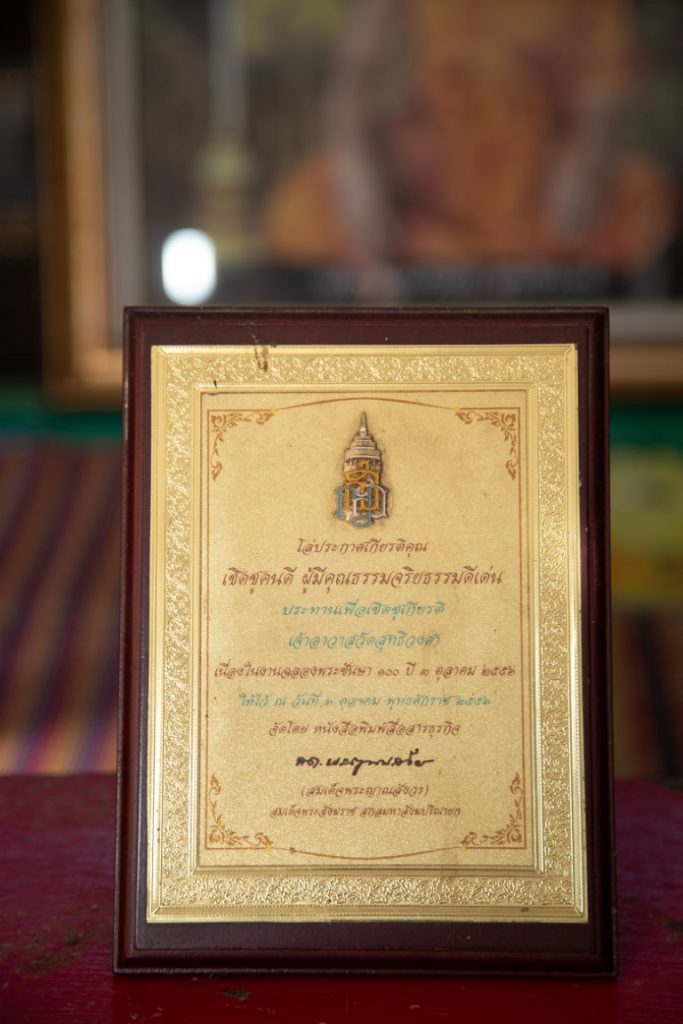 โล่ประกาศเกียรติคุณ
เชิดชูคนดี ผู้มีคุณธรรมจริยธรรมดีเด่น
ประทานเพื่อเชิดชูเกียรติ
เจ้าอาวาสวัดสุทธิวงศา
เนื่องในงานฉลองพระชันษา ๑๐๐ ปี ๓ ตุลาคม ๒๕๕๖
ให้ไว้ ณ วันที่ ๒ ตุลาคม พุทธศักราช ๒๕๕๖
จัดโดย หนังสือพิมพ์สื่อสารธุรกิจ
(สมเด็จพระญาณสังวร)
สมเด็จพระสังฆราช สกลมหาสังฆปริณายก